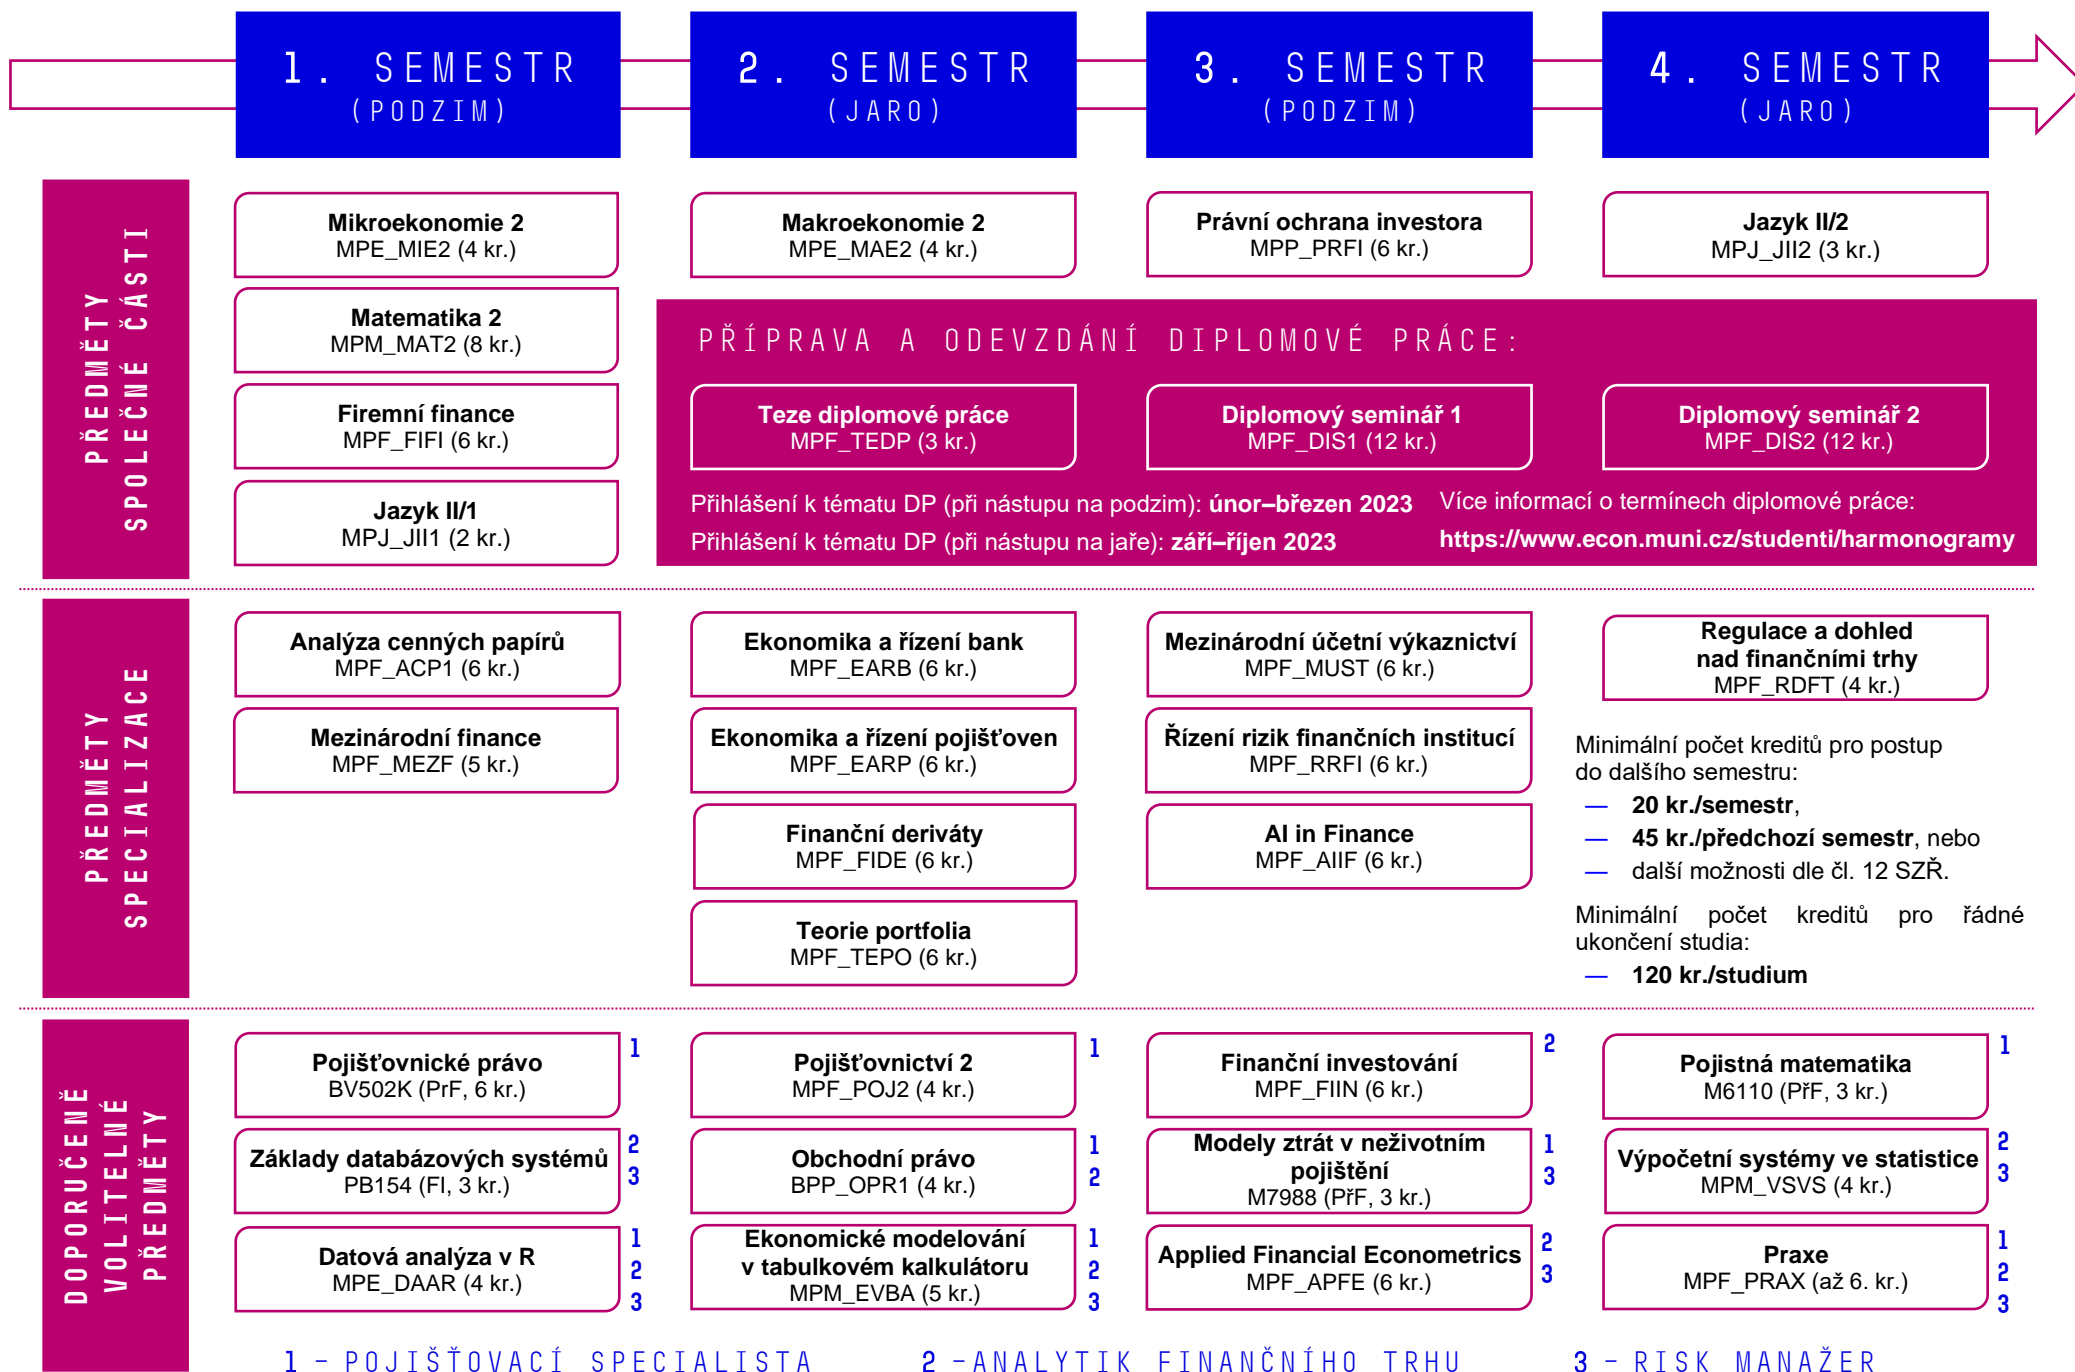 1. SEMESTR
(PODZIM)
2. SEMESTR
(JARO)
3. SEMESTR
(PODZIM)
4. SEMESTR
(JARO)
PŘEDMĚTY
SPOLEČNÉ ČÁSTI
Mikroekonomie 2
MPE_MIE2 (4 kr.)
Makroekonomie 2
MPE_MAE2 (4 kr.)
Právní ochrana investora
MPP_PRFI (6 kr.)
Jazyk II/2
MPJ_JII2 (3 kr.)
Matematika 2
MPM_MAT2 (8 kr.)
Firemní finance
MPF_FIFI (6 kr.)
Jazyk II/1
MPJ_JII1 (2 kr.)
PŘÍPRAVA A ODEVZDÁNÍ DIPLOMOVÉ PRÁCE:
Teze diplomové práce
MPF_TEDP (3 kr.)
Diplomový seminář 1
MPF_DIS1 (12 kr.)
Diplomový seminář 2
MPF_DIS2 (12 kr.)
Přihlášení k tématu DP (při nástupu na podzim): únor–březen 2023
Přihlášení k tématu DP (při nástupu na jaře): září–říjen 2023
Více informací o termínech diplomové práce:
https://www.econ.muni.cz/studenti/harmonogramy
PŘEDMĚTY
SPECIALIZACE
Analýza cenných papírů
MPF_ACP1 (6 kr.)
Mezinárodní finance
MPF_MEZF (5 kr.)
Ekonomika a řízení bank
MPF_EARB (6 kr.)
Ekonomika a řízení pojišťoven
MPF_EARP (6 kr.)
Finanční deriváty
MPF_FIDE (6 kr.)
Teorie portfolia
MPF_TEPO (6 kr.)
Mezinárodní účetní výkaznictví
MPF_MUST (6 kr.)
Řízení rizik finančních institucí
MPF_RRFI (6 kr.)
AI in Finance
MPF_AIIF (6 kr.)
Regulace a dohled
nad finančními trhy
MPF_RDFT (4 kr.)
Minimální počet kreditů pro postup
do dalšího semestru:
— 20 kr./semestr,
— 45 kr./předchozí semestr, nebo
— další možnosti dle čl. 12 SZŘ.
Minimální počet kreditů pro řádné
ukončení studia:
— 120 kr./studium
DOPORUČENĚ
VOLITELNÉ
PŘEDMĚTY
Pojišťovnické právo
BV502K (PrF, 6 kr.)
1
Základy databázových systémů
PB154 (FI, 3 kr.)
2
3
Datová analýza v R
MPE_DAAR (4 kr.)
1
2
3
Pojišťovnictví 2
MPF_POJ2 (4 kr.)
1
Obchodní právo
BPP_OPR1 (4 kr.)
1
2
Ekonomické modelování
v tabulkovém kalkulátoru
MPM_EVBA (5 kr.)
1
2
3
Finanční investování
MPF_FIIN (6 kr.)
2
Modely ztrát v neživotním
pojištění
M7988 (PřF, 3 kr.)
1
3
Applied Financial Econometrics
MPF_APFE (6 kr.)
2
3
Pojistná matematika
M6110 (PřF, 3 kr.)
1
Výpočetní systémy ve statistice
MPM_VSVS (4 kr.)
2
3
Praxe
MPF_PRAX (až 6. kr.)
1
2
3
1 – POJIŠŤOVACÍ SPECIALISTA
2 –ANALYTIK FINANČNÍHO TRHU
3 – RISK MANAŽER